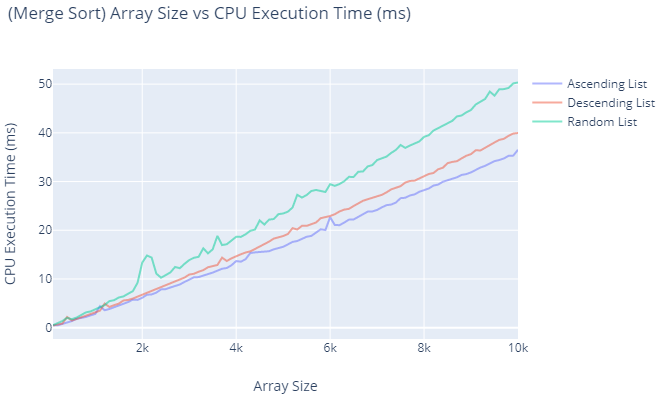 (Merge Sort) Array Size vs CPU Execution Time (ms)
CPU Execution Time (ms)
50
40
30
20
10
0
2k 4k 6k 8k 10k
Array Size
Ascending List
Descending List
Random List